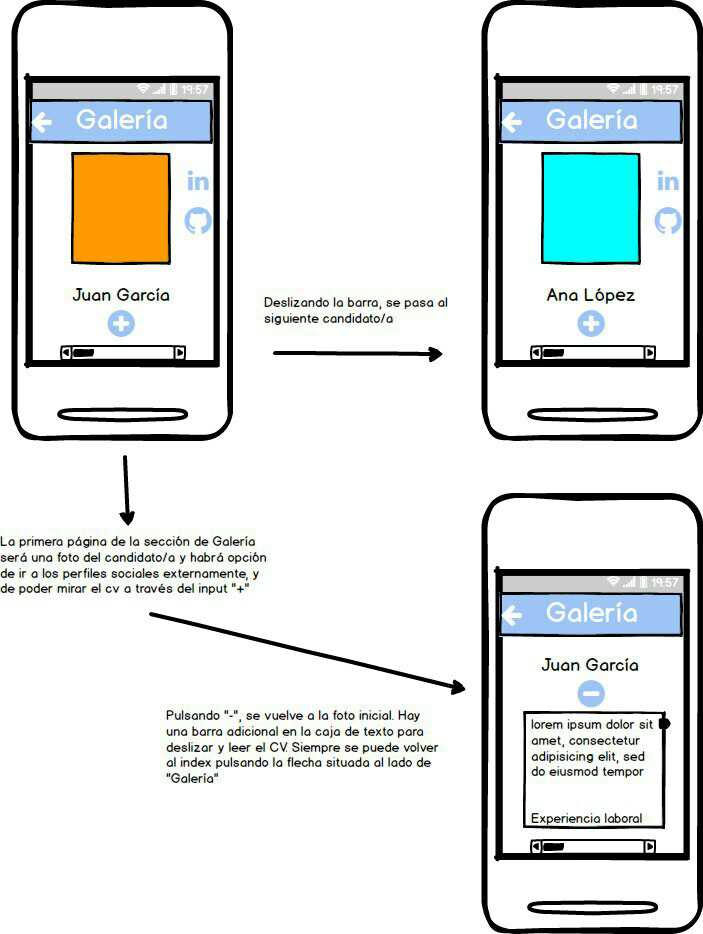 19:57
Galería
in
Juan García
19:57
Galería
in
Ana López
Deslizando la barra, se pasa al
siguiente candidato/a
La primera página de la sección de Galería
será una foto del candidato/a y habrá opción
de ir a los perfiles sociales externamente, y
de poder mirar el cv a través del input "+"
Pulsando "-", se vuelve a la foto inicial. Hay
una barra adicional en la caja de texto para
deslizar y leer el CV. Siempre se puede volver
al index pulsando la flecha situada al lado de
"Galería"
19:57
Galería
Juan García
lorem ipsum dolor sit
amet, consectetur
adipisicing elit, sed
do eiusmod tempor
Experiencia laboral